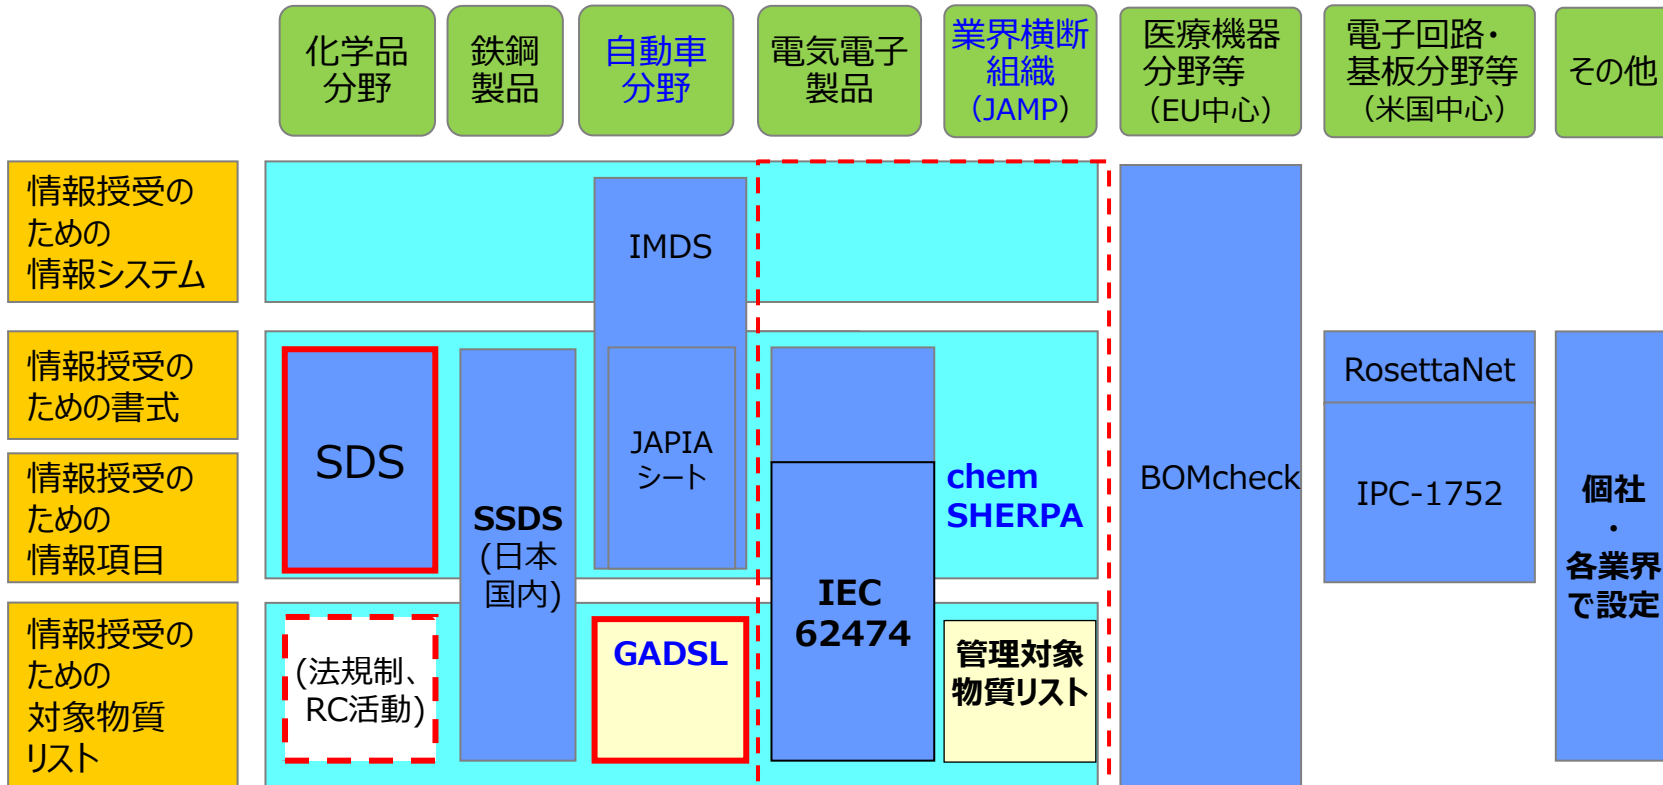 化学品
分野
鉄鋼
製品
自動車
分野
電気電子
製品
業界横断
組織
（JAMP）
医療機器
分野等
（EU中心）
電子回路・
基板分野等
（米国中心）
その他
情報授受の
ための
情報システム
IMDS
情報授受の
ための書式
情報授受の
ための
情報項目
SDS
SSDS
(日本
国内)
JAPIA
シート
IEC
62474
chem
SHERPA
BOMcheck
RosettaNet
IPC-1752
個社
・
各業界
で設定
情報授受の
ための
対象物質
リスト
(法規制、
RC活動)
GADSL
管理対象
物質リスト